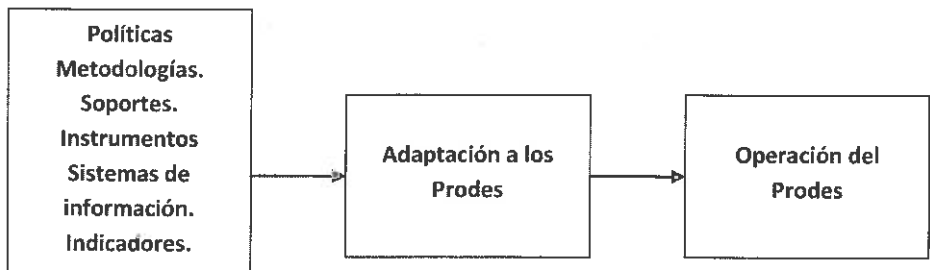 Políticas
Metodologías.
Soportes.
Instrumentos
Sistemas de
información.
Indicadores.
Adaptación a los
Prodes
Operación del
Prodes